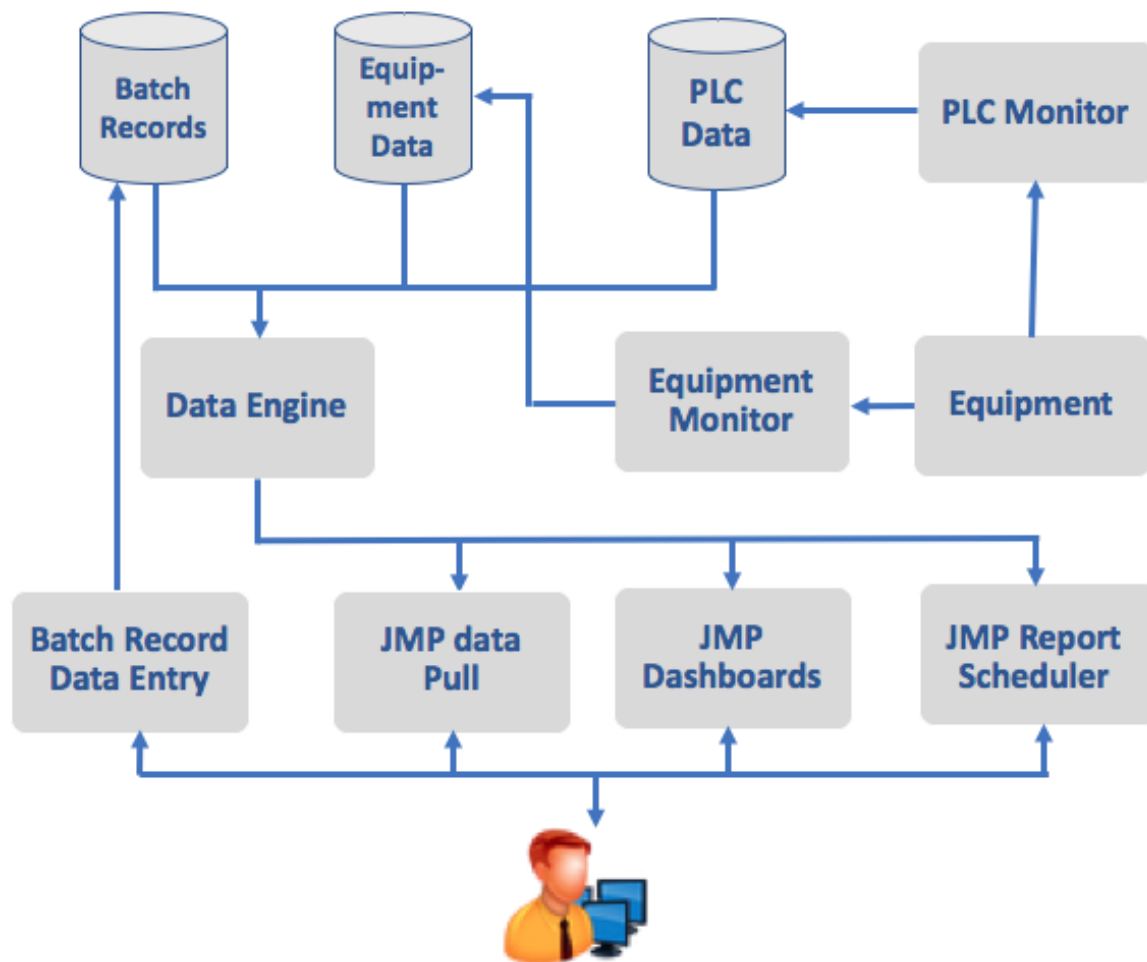 Batch
Records
Equip-
ment
Data
PLC
Data
PLC Monitor
Data Engine
Equipment
Monitor
Equipment
Batch Record
Data Entry
JMP data
Pull
JMP
Dashboards
JMP Report
Scheduler